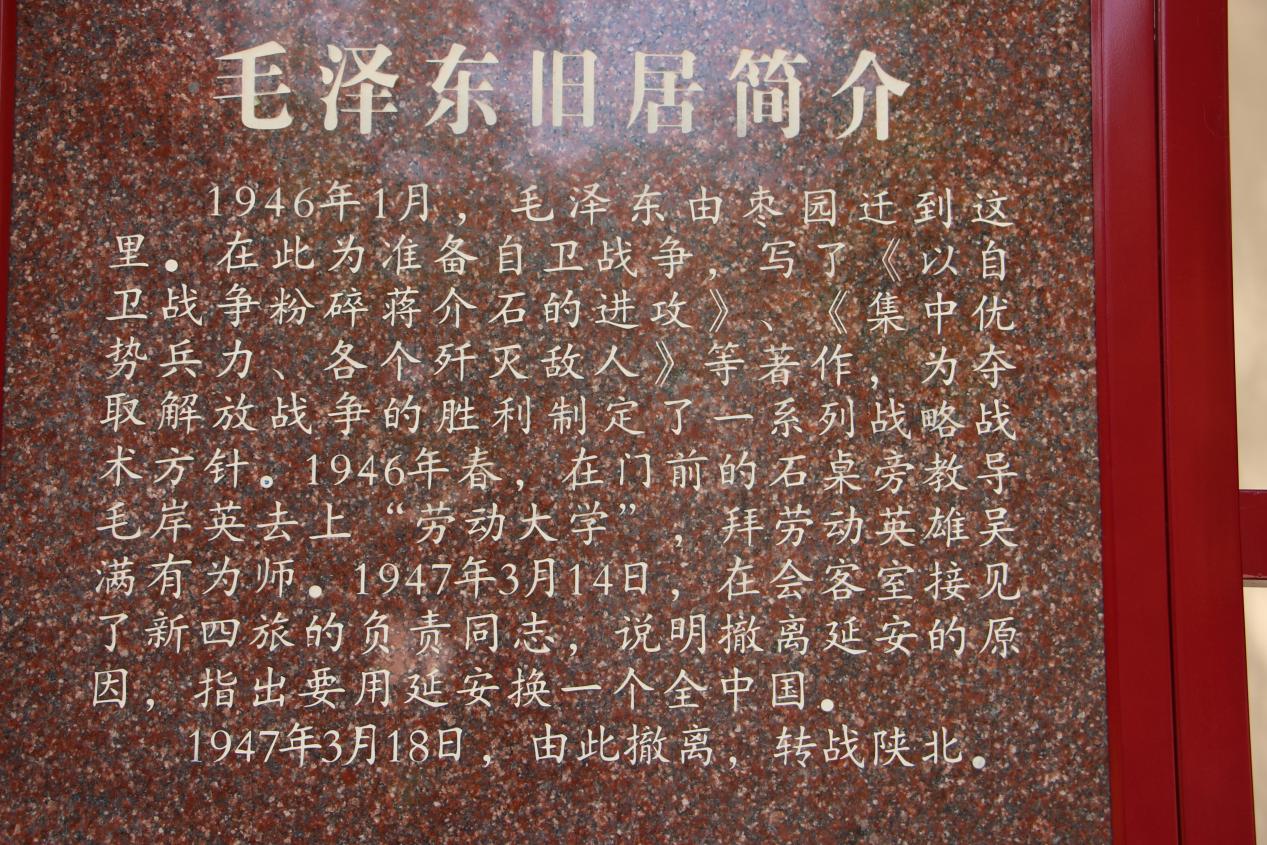 毛泽东旧居简介
1946年1月，毛泽东由枣园迁到这
里。在此为准备自卫战争，写了《以自
卫战争粉碎蒋介石的进攻》、《集中优
势兵力、各个歼灭敌人》等著作，为夺
取解放战争的胜利制定了一系列战略战
术方针。1946年春，在门前的石桌旁教导
毛岸英去上“劳动大学”，拜劳动英雄吴
满有为师。1947年3月14日，在会客室接见
了新四旅的负责同志，说明撤离延安的原
因，指出要用延安换一个全中国。
1947年3月18日，由此撤离，转战陕北。